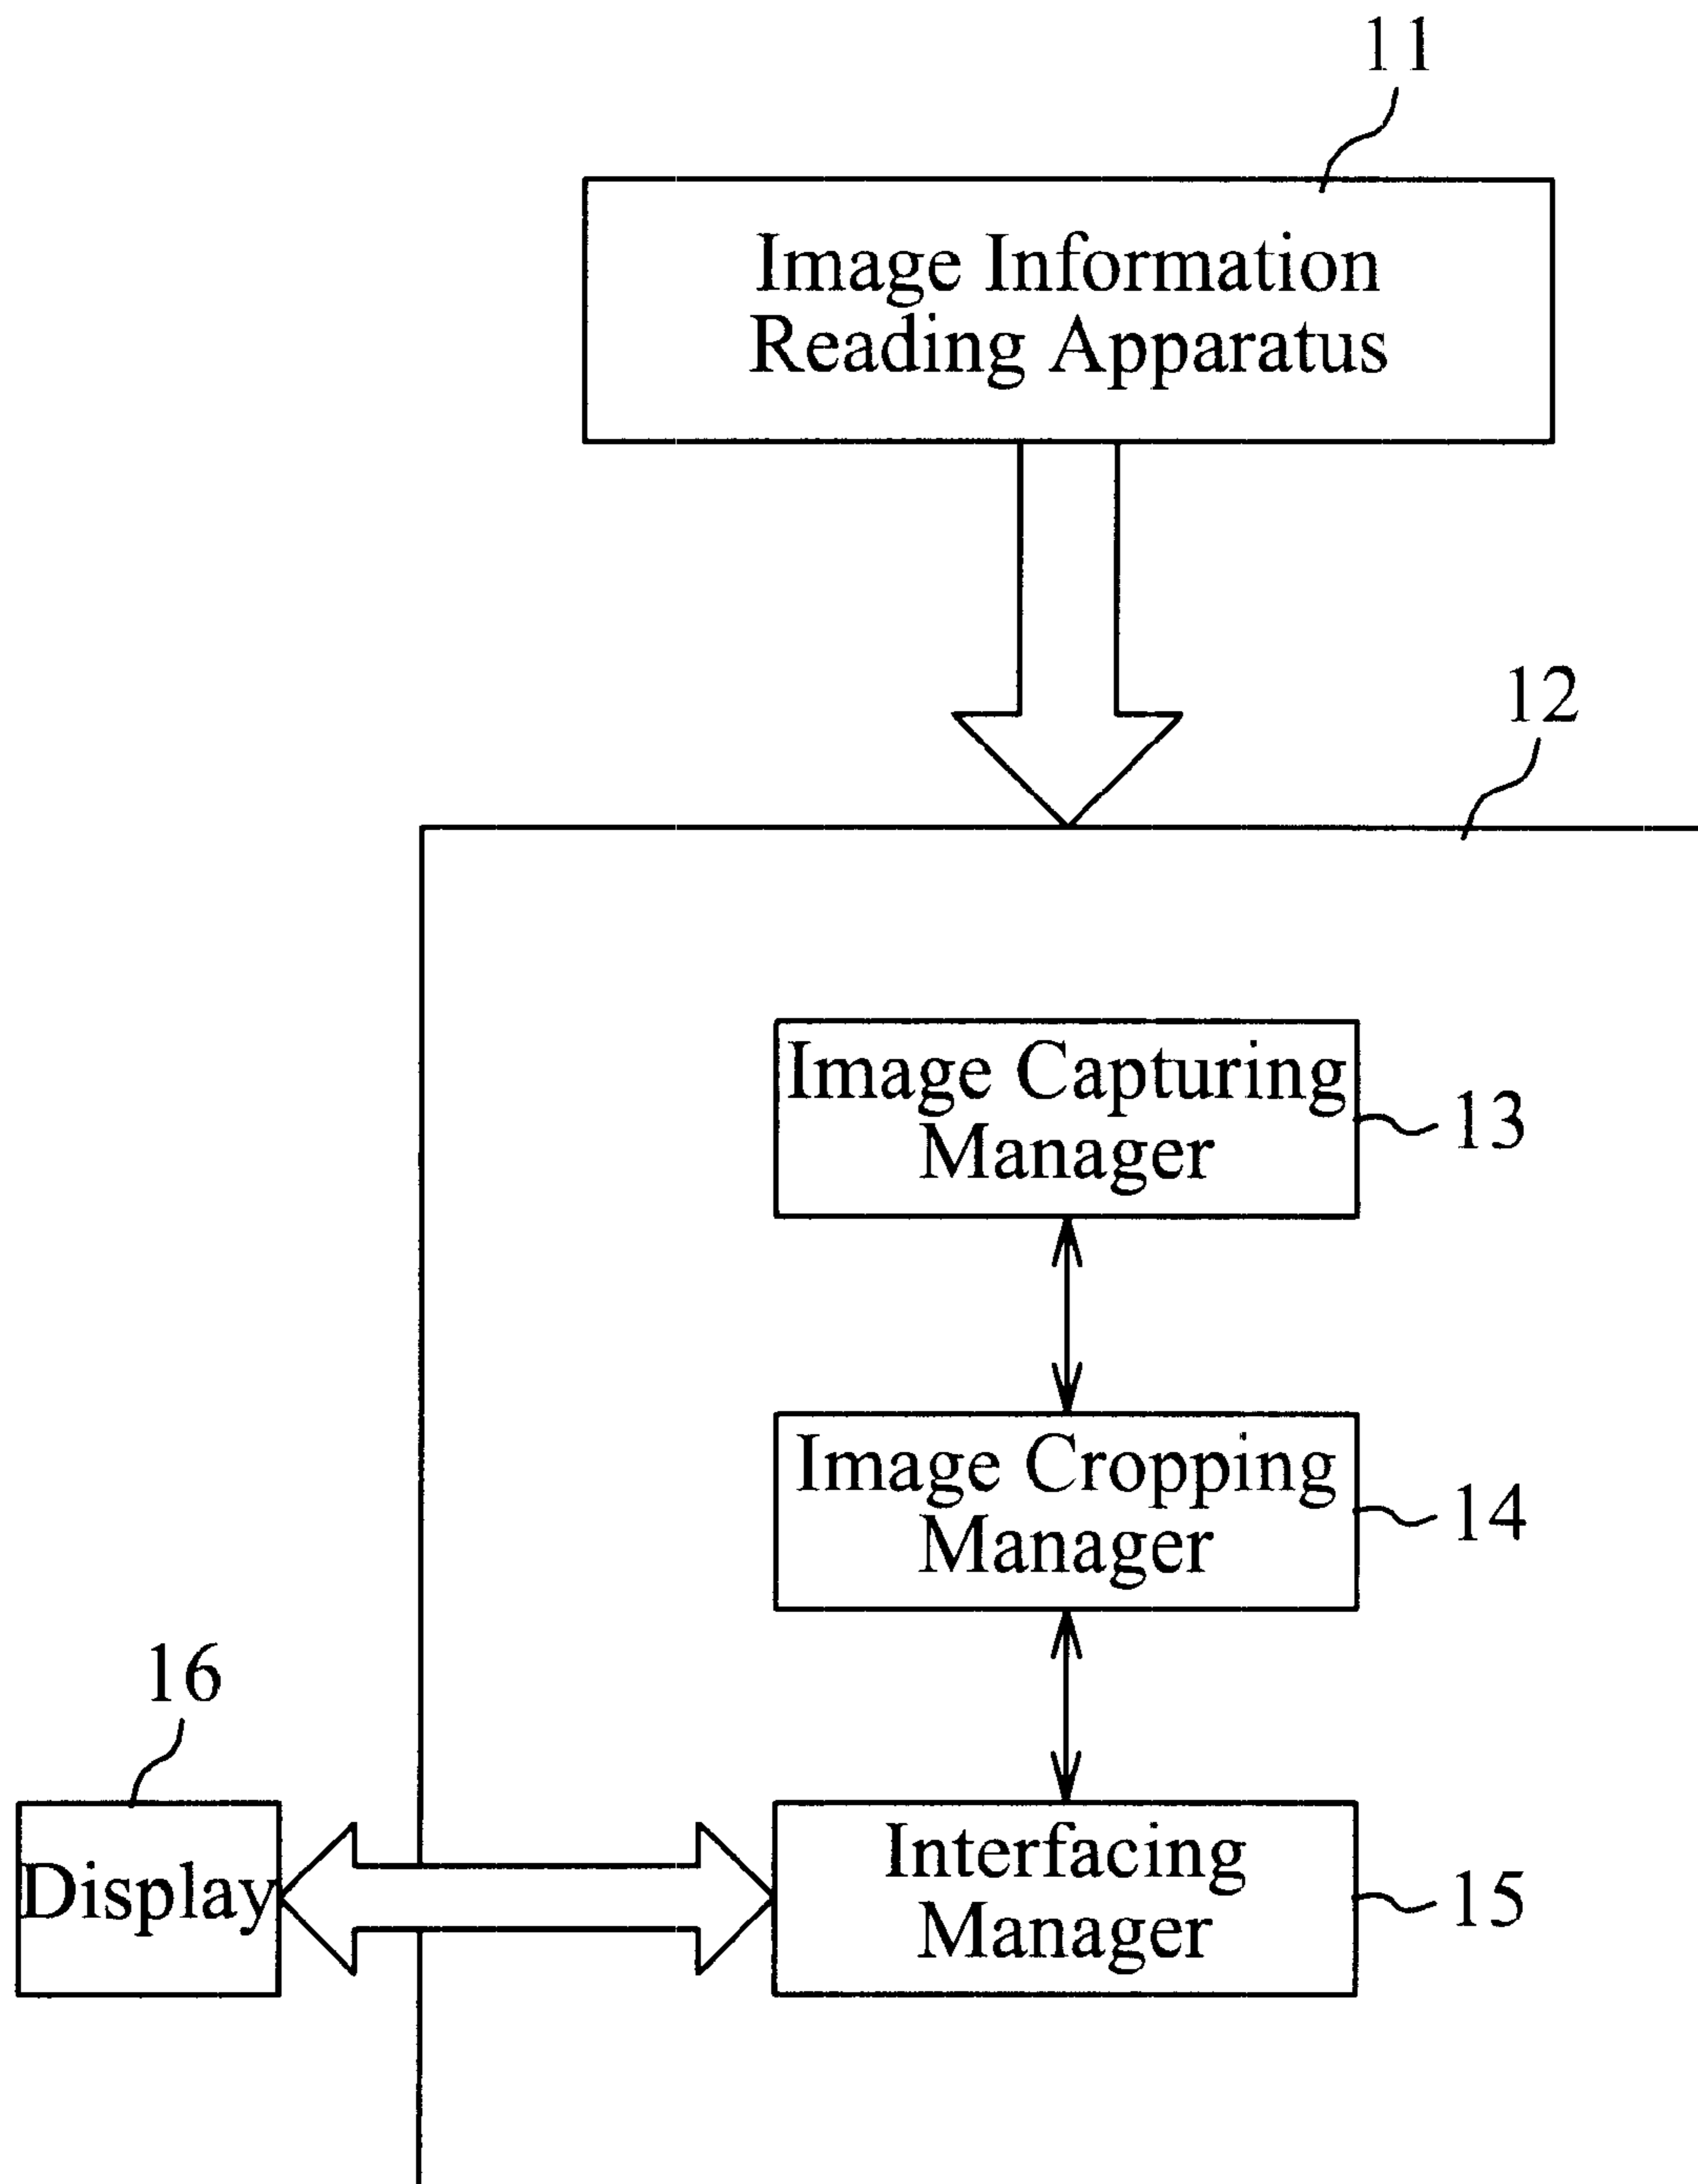 11
Image Information
Reading Apparatus
12
Image Capturing
Manager
13
Image Cropping
Manager
14
16
Display
Interfacing
Manager
15